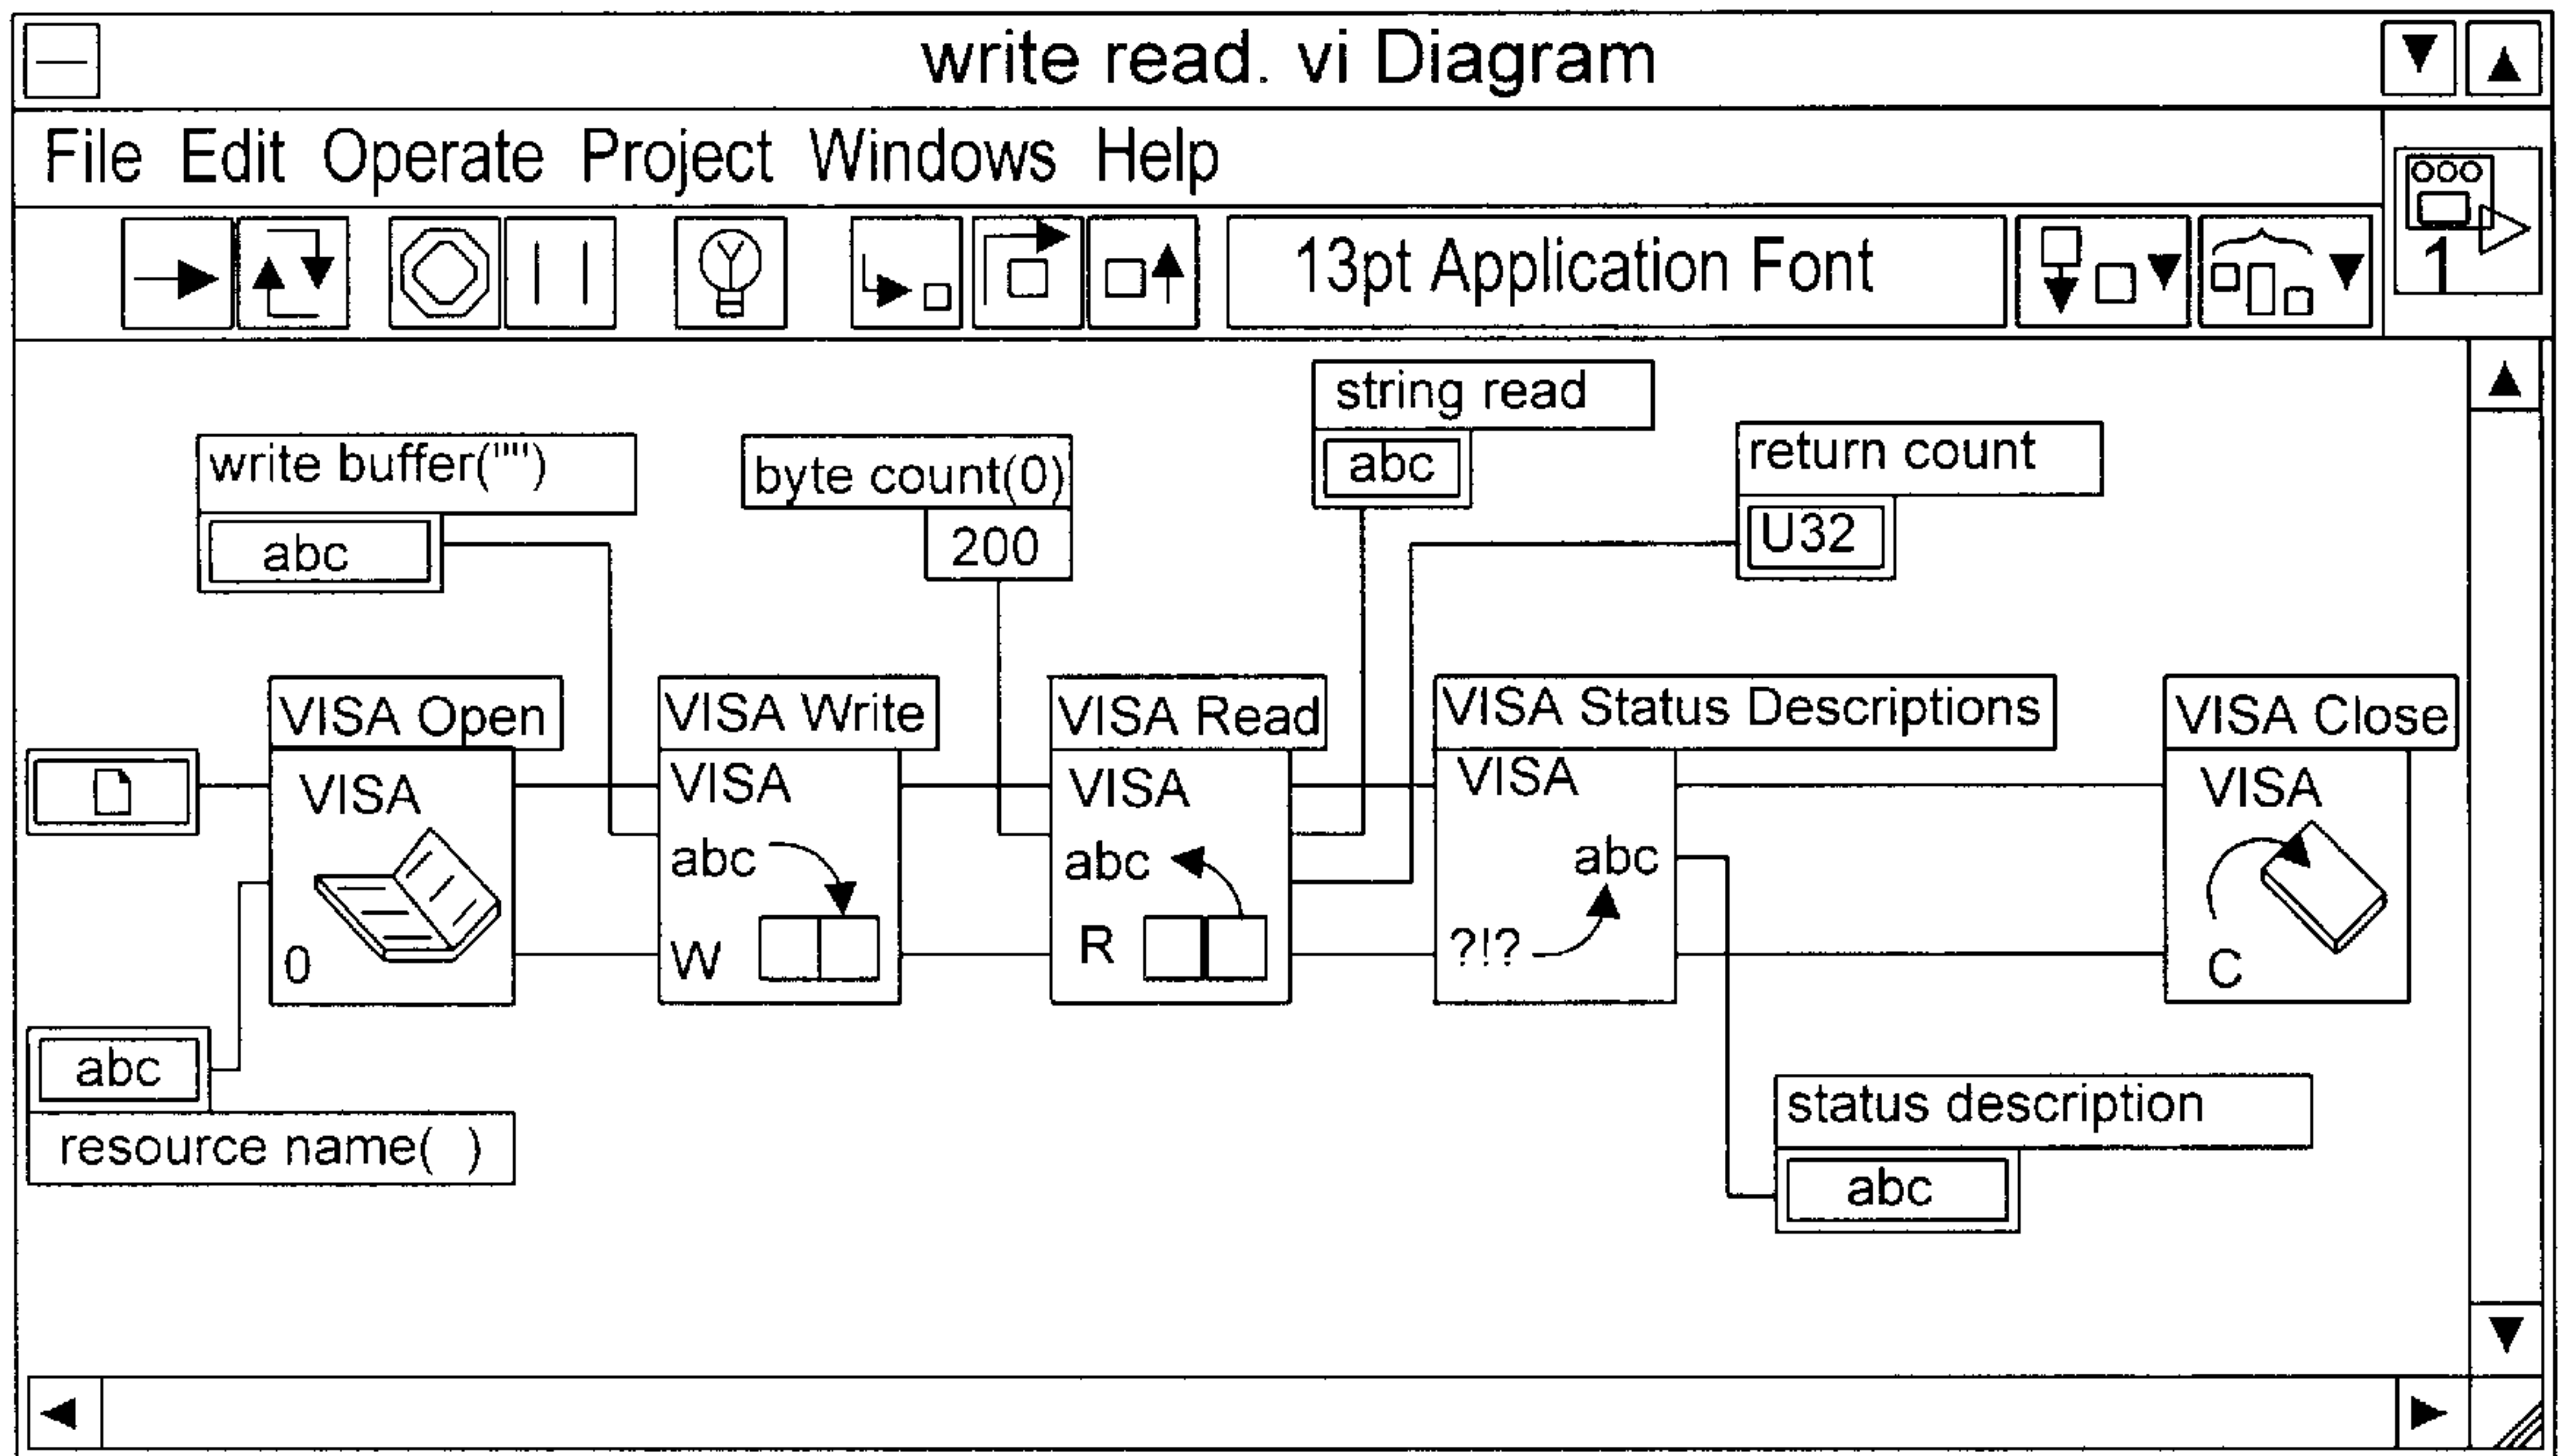 write read. vi Diagram
File Edit Operate Project Windows Help
13pt Application Font
1
string read
abc
write buffer("")
abc
byte count(0)
200
return count
U32
VISA Open
VISA
0
VISA Write
VISA
abc
W
VISA Read
VISA
abc
R
VISA Status Descriptions
VISA
abc
?!?
VISA Close
VISA
C
abc
resource name( )
status description
abc